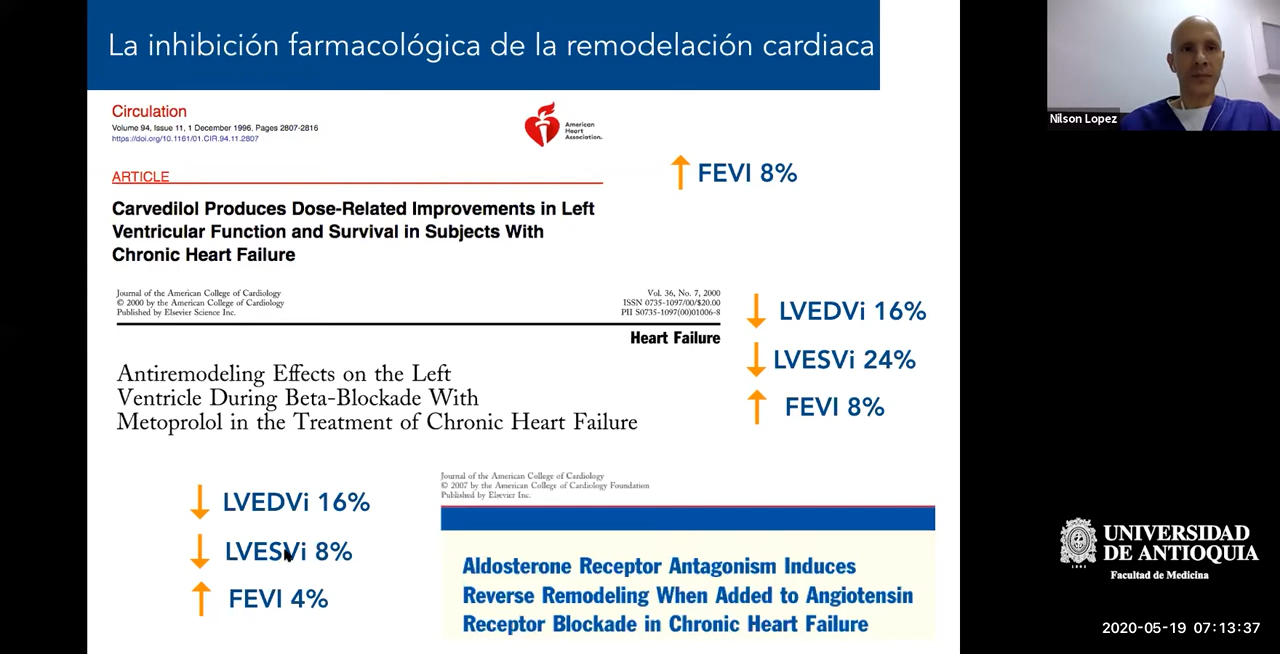 La inhibición farmacológica de la remodelación cardiaca
Circulation
Volume 94, Issue 11, 1 December 1996, Pages 2807-2816
https://doi.org/10.1161/01.CIR.94.11.2807
American
Heart
Association.
ARTICLE
Carvedilol Produces Dose-Related Improvements in Left
Ventricular Function and Survival in Subjects With
Chronic Heart Failure
↑ FEVI 8%
Journal of the American College of Cardiology
© 2000 by the American College of Cardiology
Published by Elsevier Science Inc.
Vol. 36, No. 7, 2000
ISSN 0735-1097/00/$20.00
PII S0735-1097(00)01006-8
Heart Failure
Antiremodeling Effects on the Left
Ventricle During Beta-Blockade With
Metoprolol in the Treatment of Chronic Heart Failure
↓ LVEDVi 16%
↓ LVESVi 24%
↑ FEVI 8%
↓ LVEDVi 16%
↓ LVESVi 8%
↑ FEVI 4%
Journal of the American College of Cardiology
© 2007 by the American College of Cardiology Foundation
Published by Elsevier Inc.
Aldosterone Receptor Antagonism Induces
Reverse Remodeling When Added to Angiotensin
Receptor Blockade in Chronic Heart Failure
Nilson Lopez
UNIVERSIDAD
DE ANTIOQUIA
Facultad de Medicina
2020-05-19 07:13:37